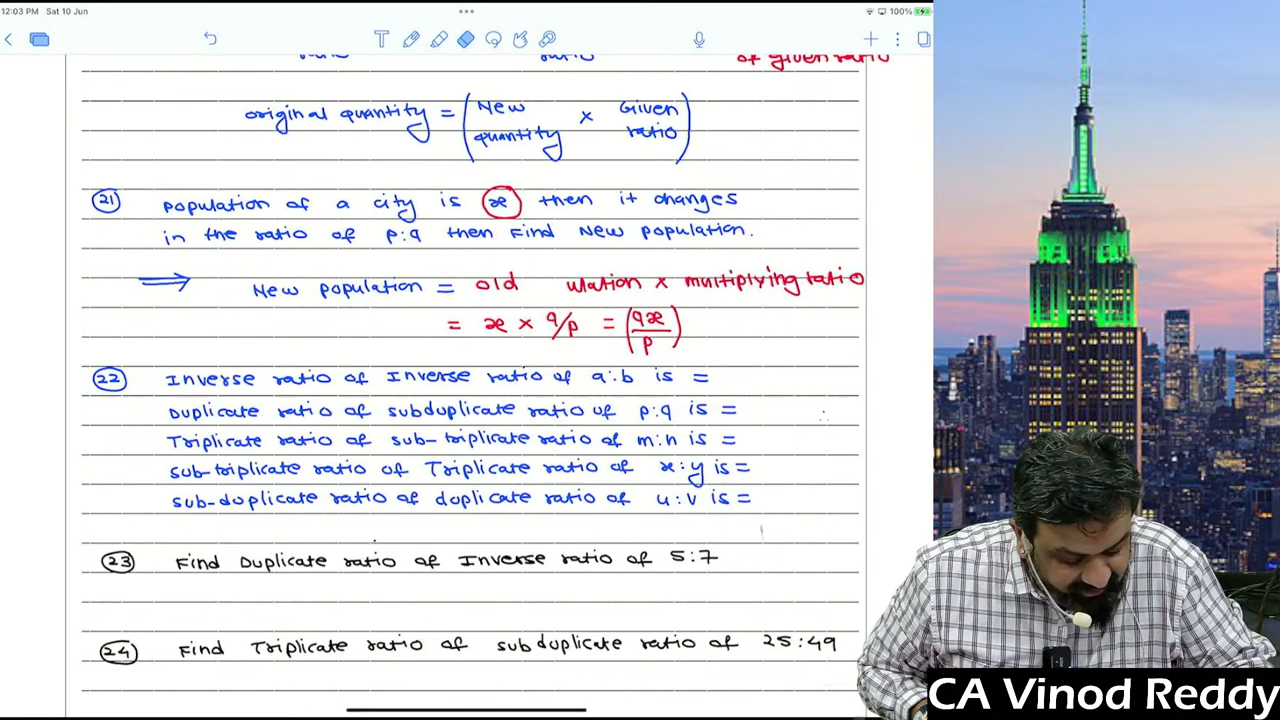 12:03 PM Sat 10 Jun
100%
of given ratio
original quantity = (New quantity × Given ratio)
21 population of a city is x then it changes
in the ratio of p:q then Find New population.
⇒ New population = old ulation × multiplying ratio
= x × q/p = (qx/p)
22 Inverse ratio of Inverse ratio of a:b is =
Duplicate ratio of subduplicate ratio of p:q is =
Triplicate ratio of sub-triplicate ratio of m:n is =
sub-triplicate ratio of Triplicate ratio of x:y is =
sub-duplicate ratio of duplicate ratio of u:v is =
23 Find Duplicate ratio of Inverse ratio of 5:7
24 Find Triplicate ratio of subduplicate ratio of 25:49
CA Vinod Reddy